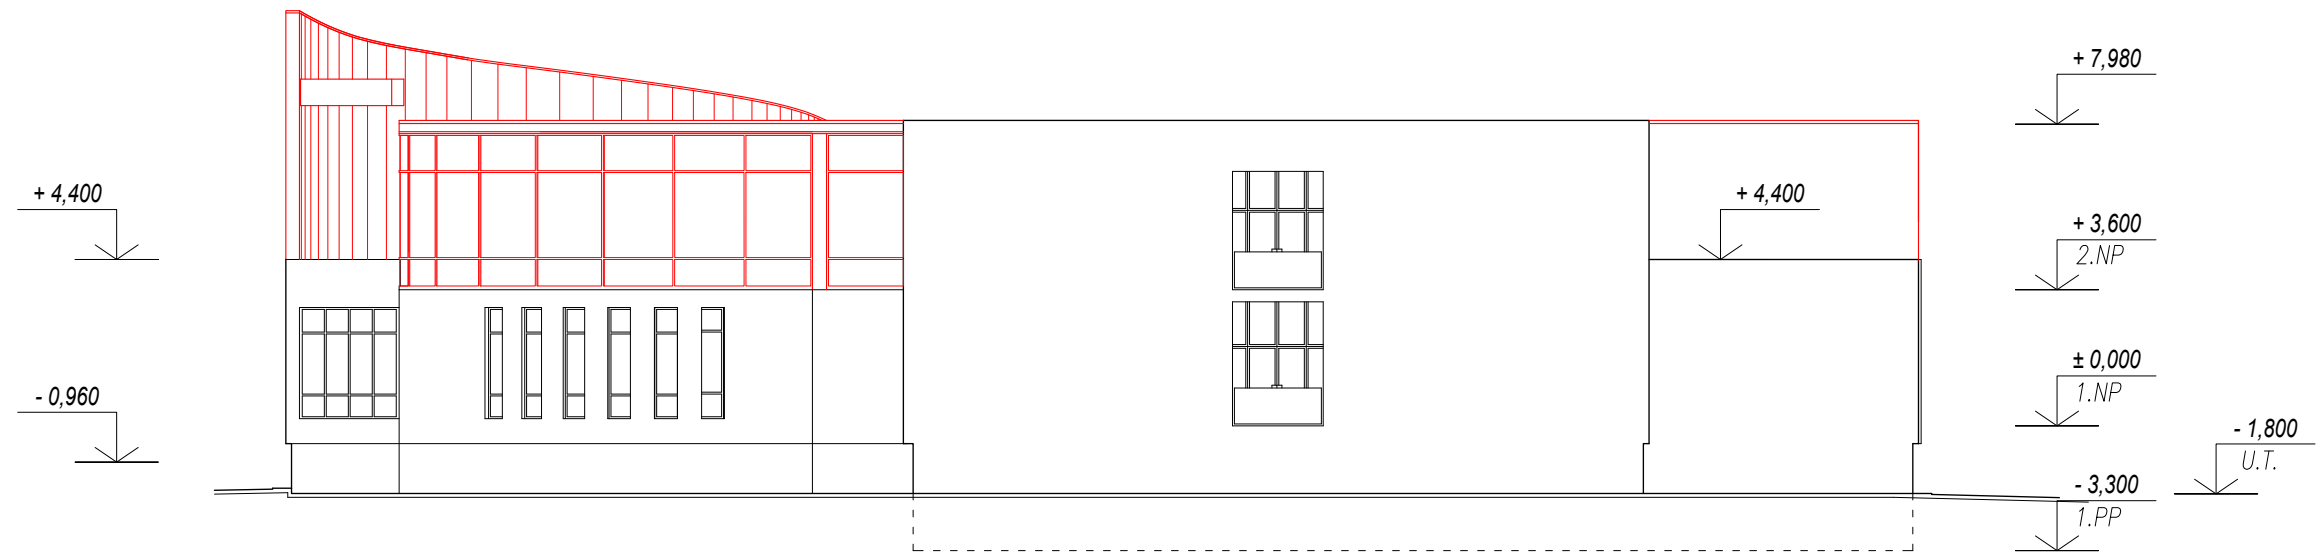 + 7,980
+ 4,400
+ 4,400
+ 3,600
2.NP
± 0,000
1.NP
- 0,960
- 1,800
U.T.
- 3,300
1.PP